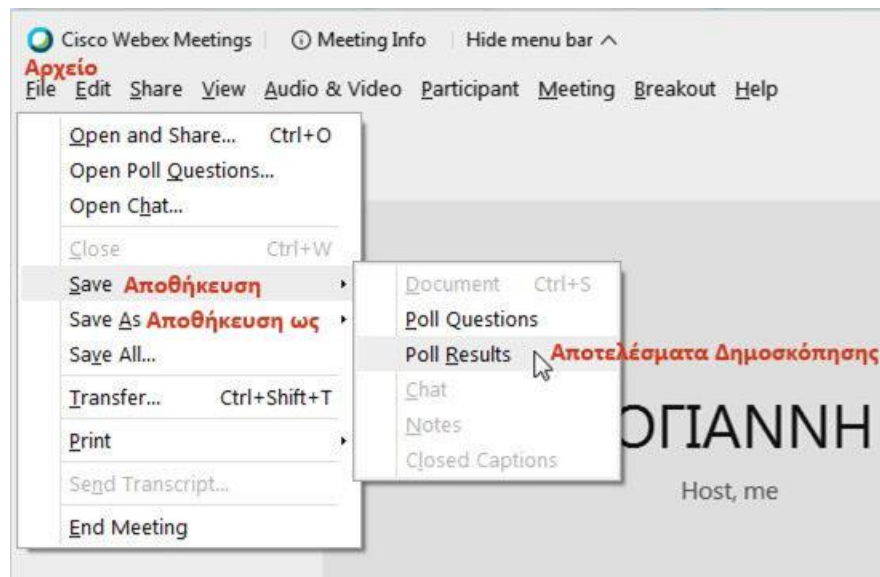 Cisco Webex Meetings Meeting Info Hide menu bar
Αρχείο
File Edit Share View Audio & Video Participant Meeting Breakout Help
Open and Share... Ctrl+O
Open Poll Questions...
Open Chat...
Close Ctrl+W
Save Αποθήκευση
Save As Αποθήκευση ως
Save All...
Transfer... Ctrl+Shift+T
Print
Send Transcript...
End Meeting
Document Ctrl+S
Poll Questions
Poll Results Αποτελέσματα Δημοσκόπησης
Chat
Notes
Closed Captions
ΟΓΙΑΝΝΗ
Host, me